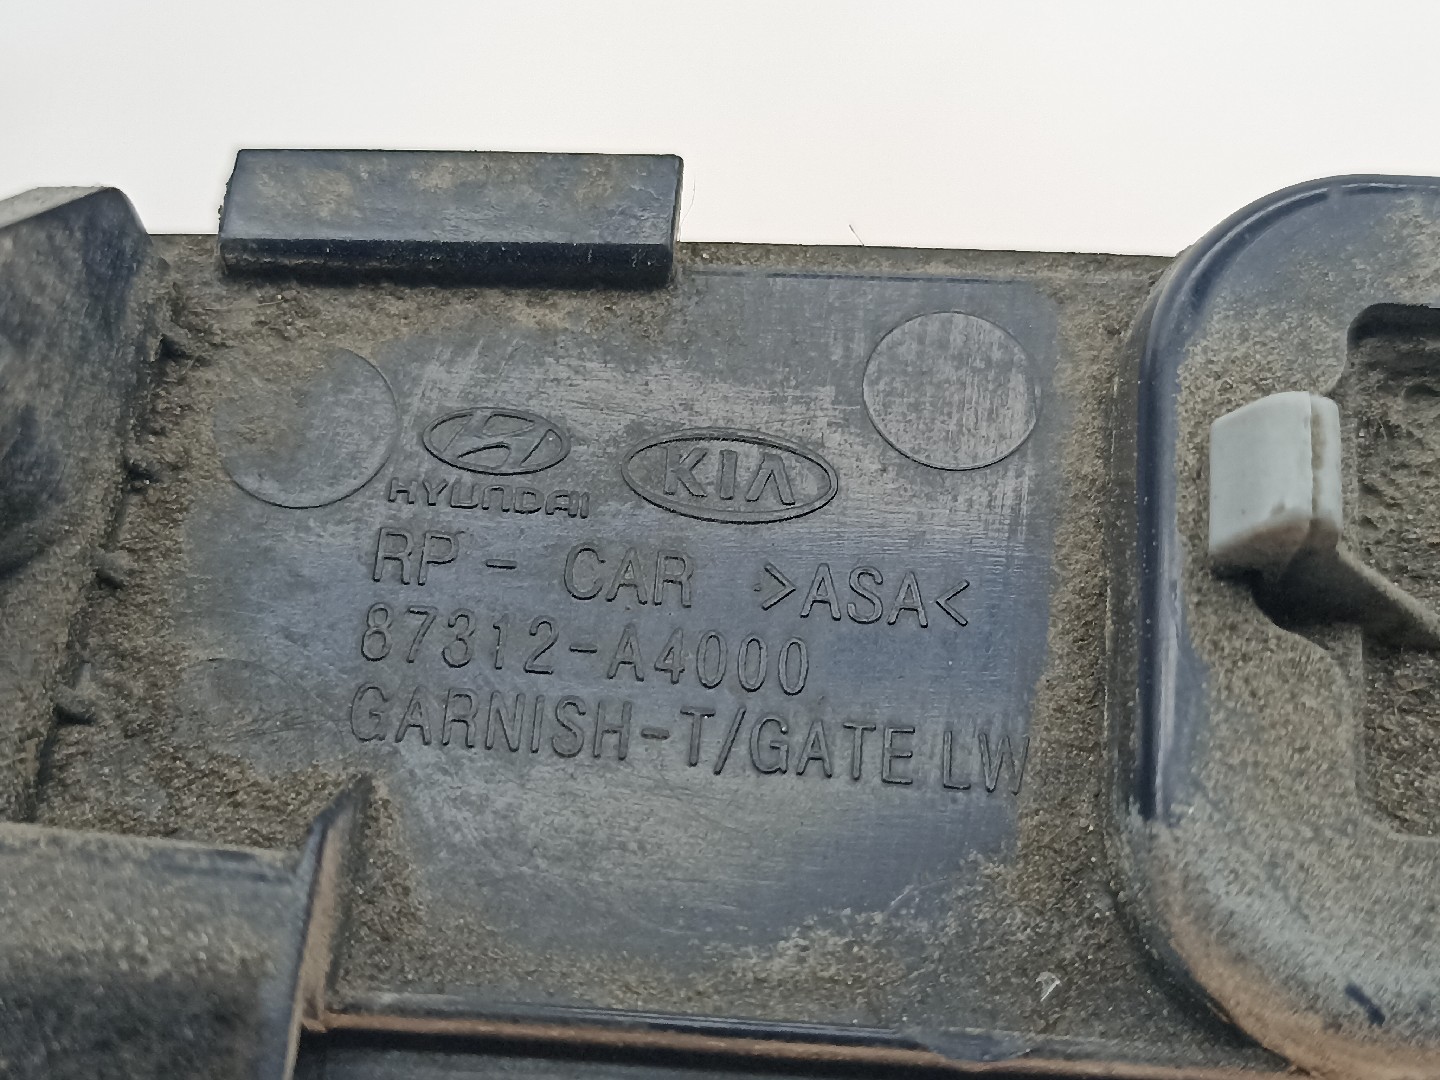 HYUNDAI KIA
RP - CAR >ASA<
87312-A4000
GARNISH-T/GATE LW